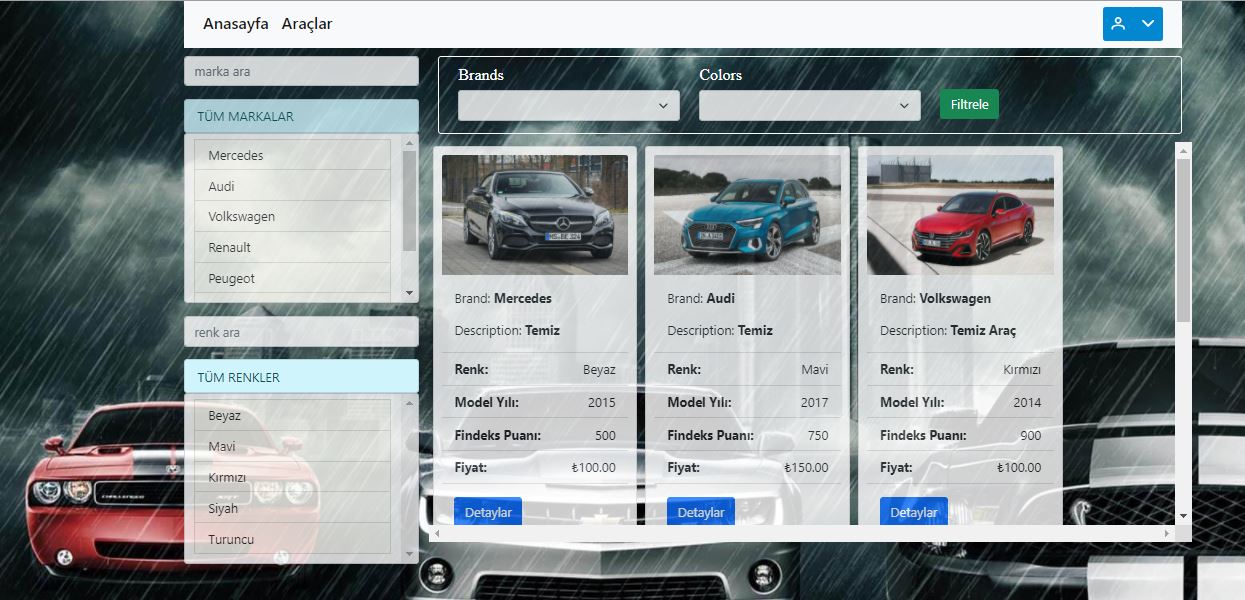 Anasayfa Araçlar
marka ara
TÜM MARKALAR
Mercedes
Audi
Volkswagen
Renault
Peugeot
renk ara
TÜM RENKLER
Beyaz
Mavi
Kırmızı
Siyah
Turuncu
Brands
Colors
Filtrele
Brand: Mercedes
Description: Temiz
Renk: Beyaz
Model Yılı: 2015
Findeks Puanı: 500
Fiyat: ₺100.00
Detaylar
Brand: Audi
Description: Temiz
Renk: Mavi
Model Yılı: 2017
Findeks Puanı: 750
Fiyat: ₺150.00
Detaylar
Brand: Volkswagen
Description: Temiz Araç
Renk: Kırmızı
Model Yılı: 2014
Findeks Puanı: 900
Fiyat: ₺100.00
Detaylar
CHALLENGER